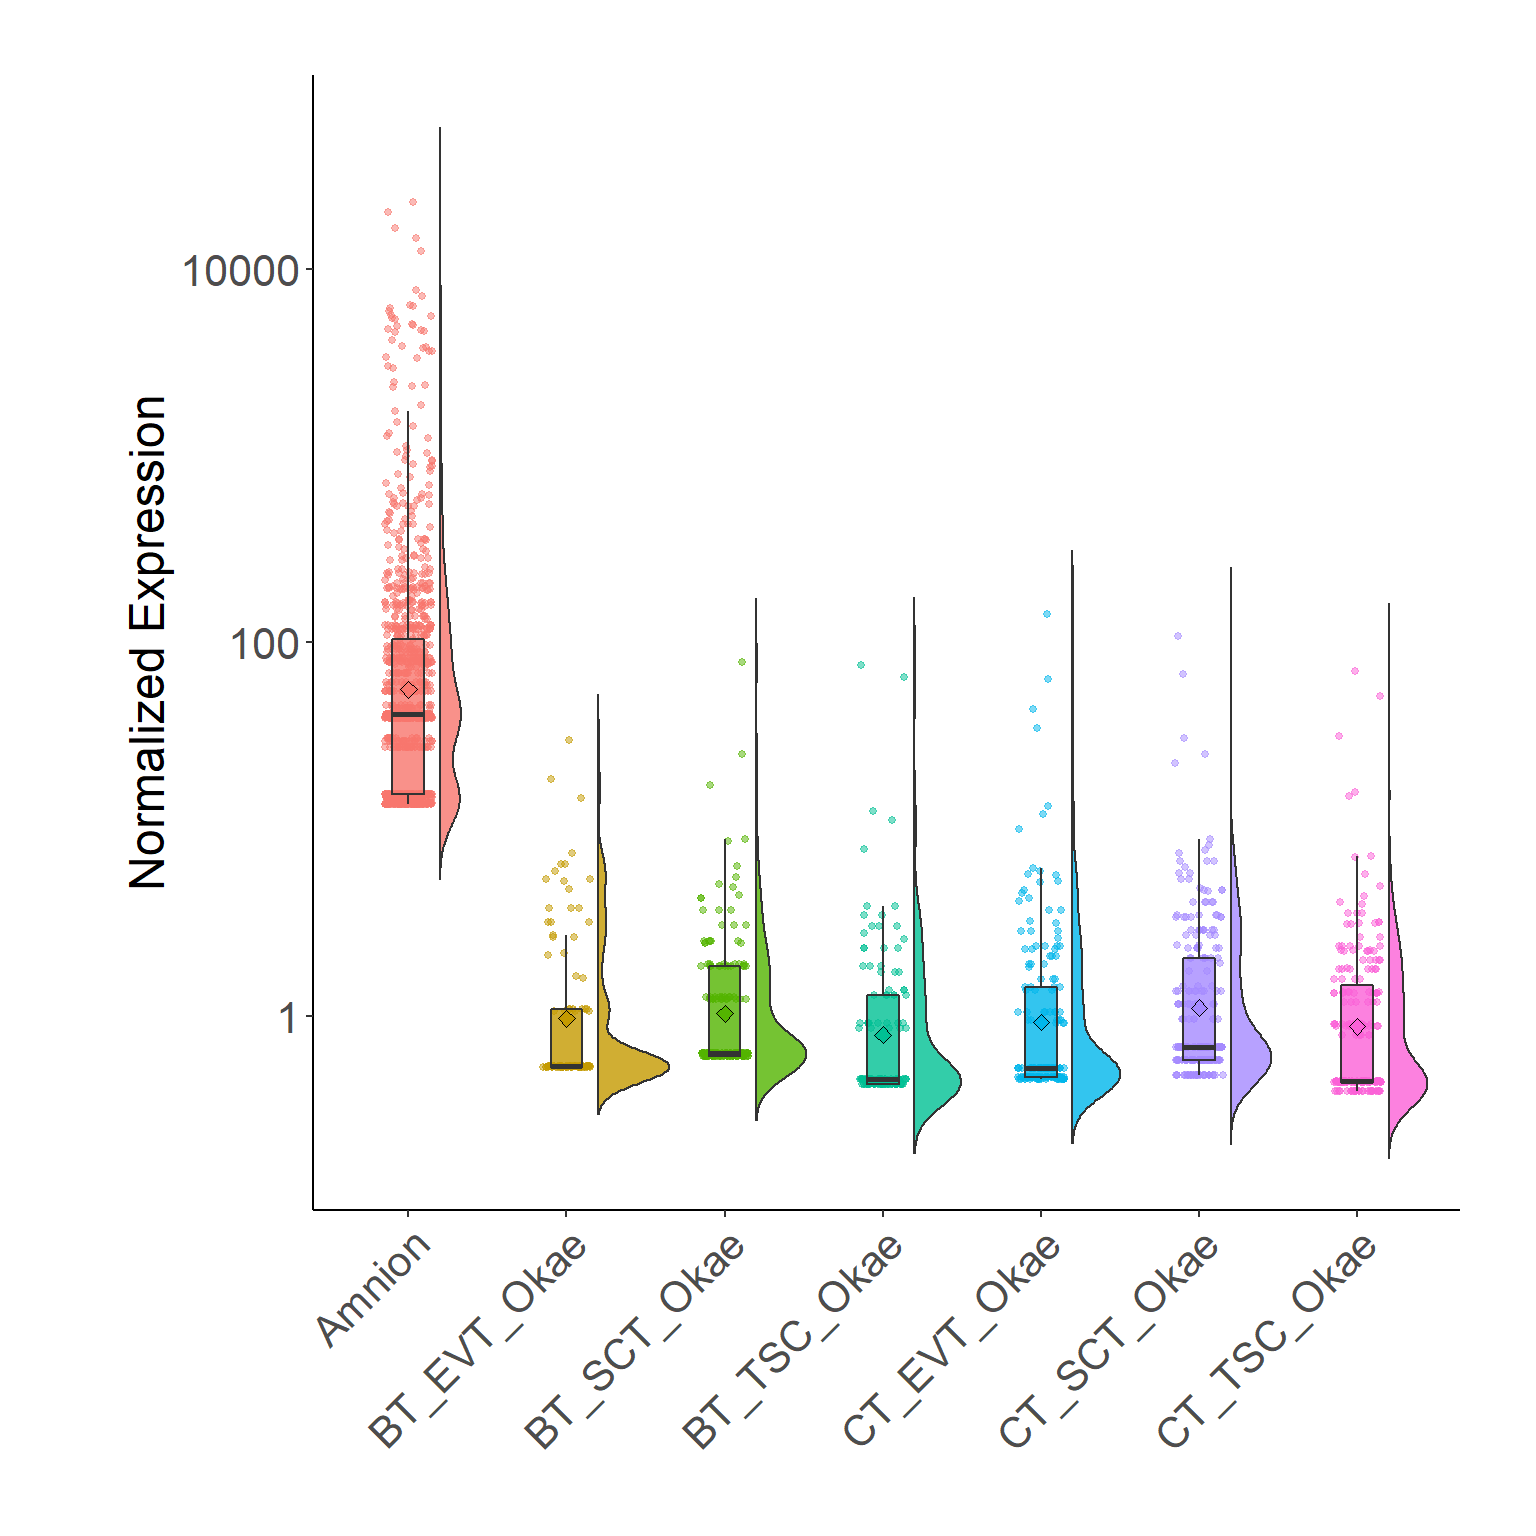 Normalized Expression
10000
100
1
Amnion
BT_EVT_Okae
BT_SCT_Okae
BT_TSC_Okae
CT_EVT_Okae
CT_SCT_Okae
CT_TSC_Okae